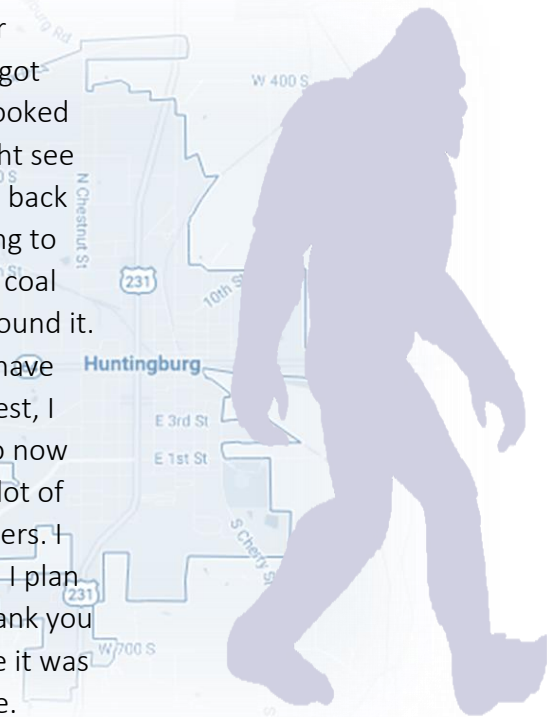 r
got
ooked
ht see
back
ng to
coal
ound it.
have
est, I
o now
lot of
ers. I
I plan
ank you
e it was
e.
W 400 S
N Chestnut St
231
10th St
Huntingburg
E 3rd St
E 1st St
S Cherry S
231
W 700 S